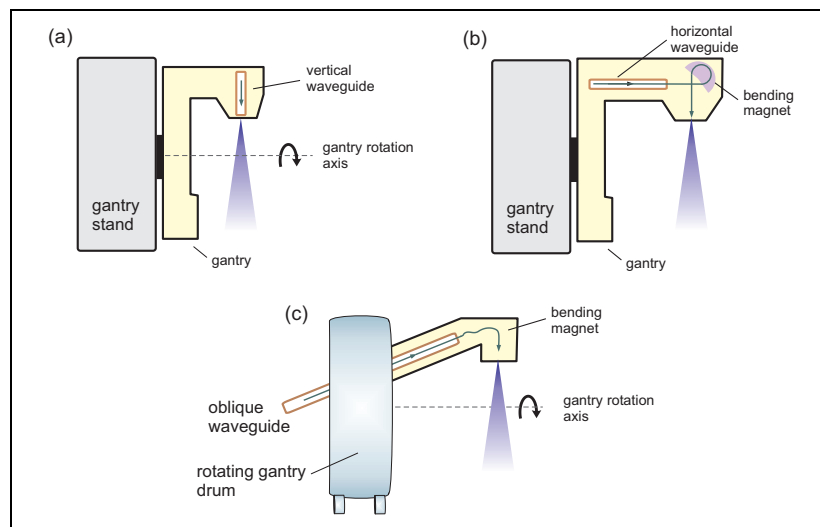 (a)
vertical
waveguide
gantry rotation
axis
gantry
stand
gantry
(b)
horizontal
waveguide
bending
magnet
gantry
stand
gantry
(c)
bending
magnet
oblique
waveguide
gantry rotation
axis
rotating gantry
drum